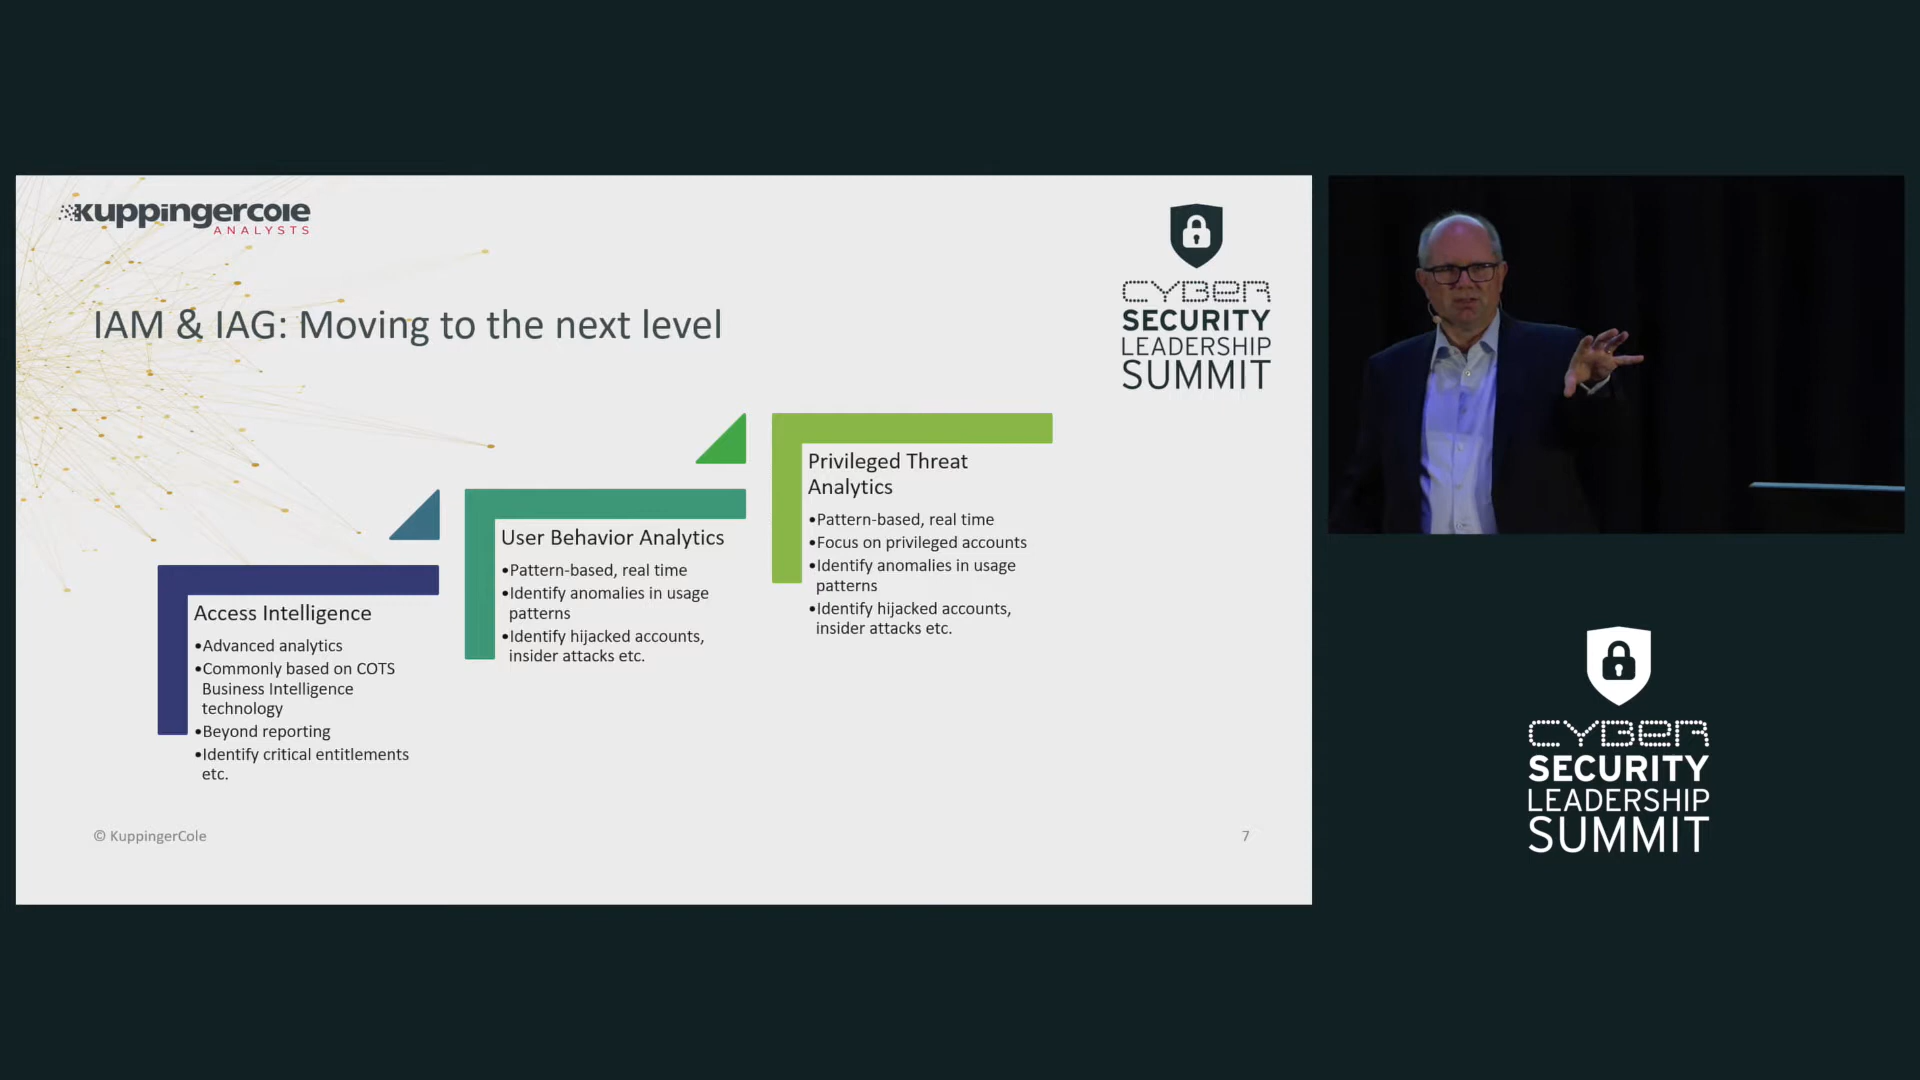 kuppingercole
ANALYSTS
CYBER
SECURITY
LEADERSHIP
SUMMIT
IAM & IAG: Moving to the next level
Access Intelligence
•Advanced analytics
•Commonly based on COTS
Business Intelligence
technology
•Beyond reporting
•Identify critical entitlements
etc.
User Behavior Analytics
•Pattern-based, real time
•Identify anomalies in usage
patterns
•Identify hijacked accounts,
insider attacks etc.
Privileged Threat
Analytics
•Pattern-based, real time
•Focus on privileged accounts
•Identify anomalies in usage
patterns
•Identify hijacked accounts,
insider attacks etc.
© KuppingerCole
7
CYBER
SECURITY
LEADERSHIP
SUMMIT